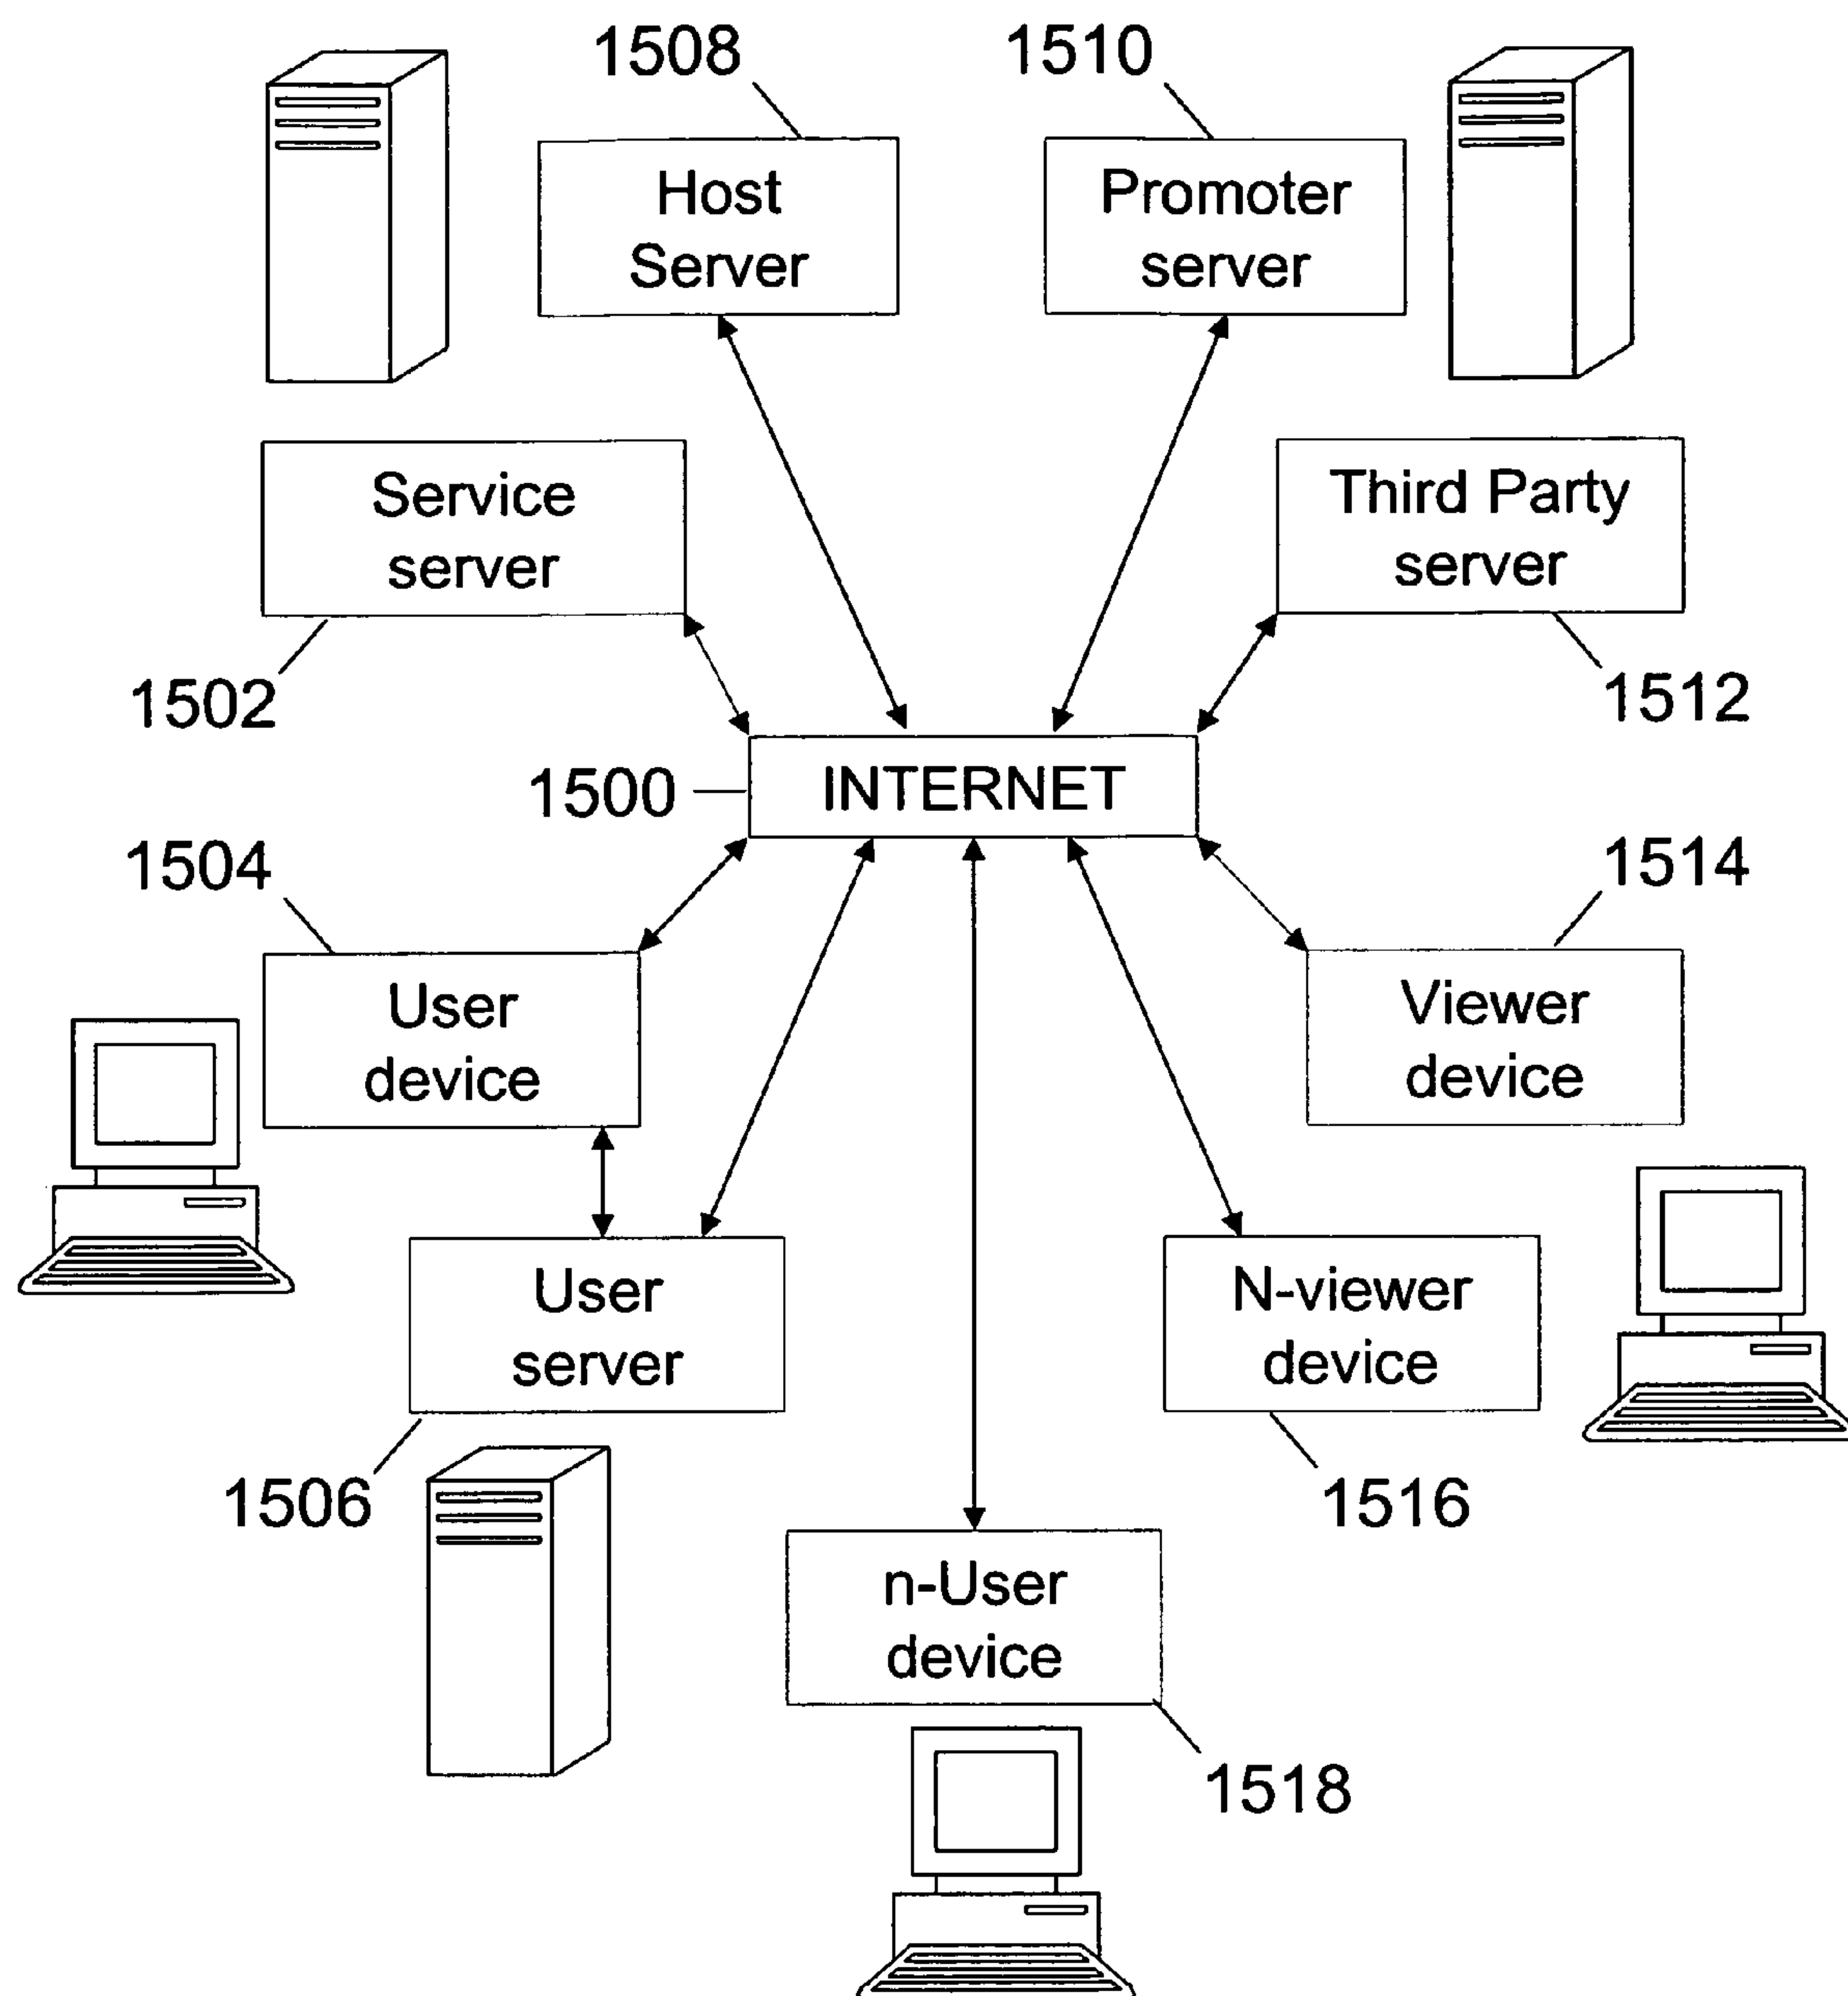 1508
1510
Host
Server
Promoter
server
Service
server
Third Party
server
1502
1512
1500
INTERNET
1504
1514
User
device
Viewer
device
User
server
N-viewer
device
1506
1516
n-User
device
1518